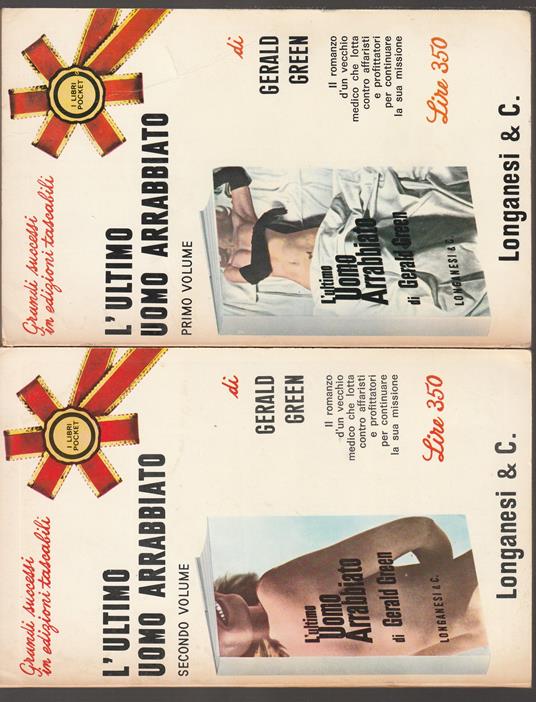 Grandi successi
in edizioni tascabili
I LIBRI
POCKET
L'ULTIMO
UOMO ARRABBIATO
PRIMO VOLUME
di
GERALD
GREEN
Il romanzo
d'un vecchio
medico che lotta
contro affaristi
e profittatori
per continuare
la sua missione
Lire 350
L'ultimo
Uomo
Arrabbiato
di Gerald Green
LONGANESI & C.
Longanesi & C.
Grandi successi
in edizioni tascabili
I LIBRI
POCKET
L'ULTIMO
UOMO ARRABBIATO
SECONDO VOLUME
di
GERALD
GREEN
Il romanzo
d'un vecchio
medico che lotta
contro affaristi
e profittatori
per continuare
la sua missione
Lire 350
L'ultimo
Uomo
Arrabbiato
di Gerald Green
LONGANESI & C.
Longanesi & C.